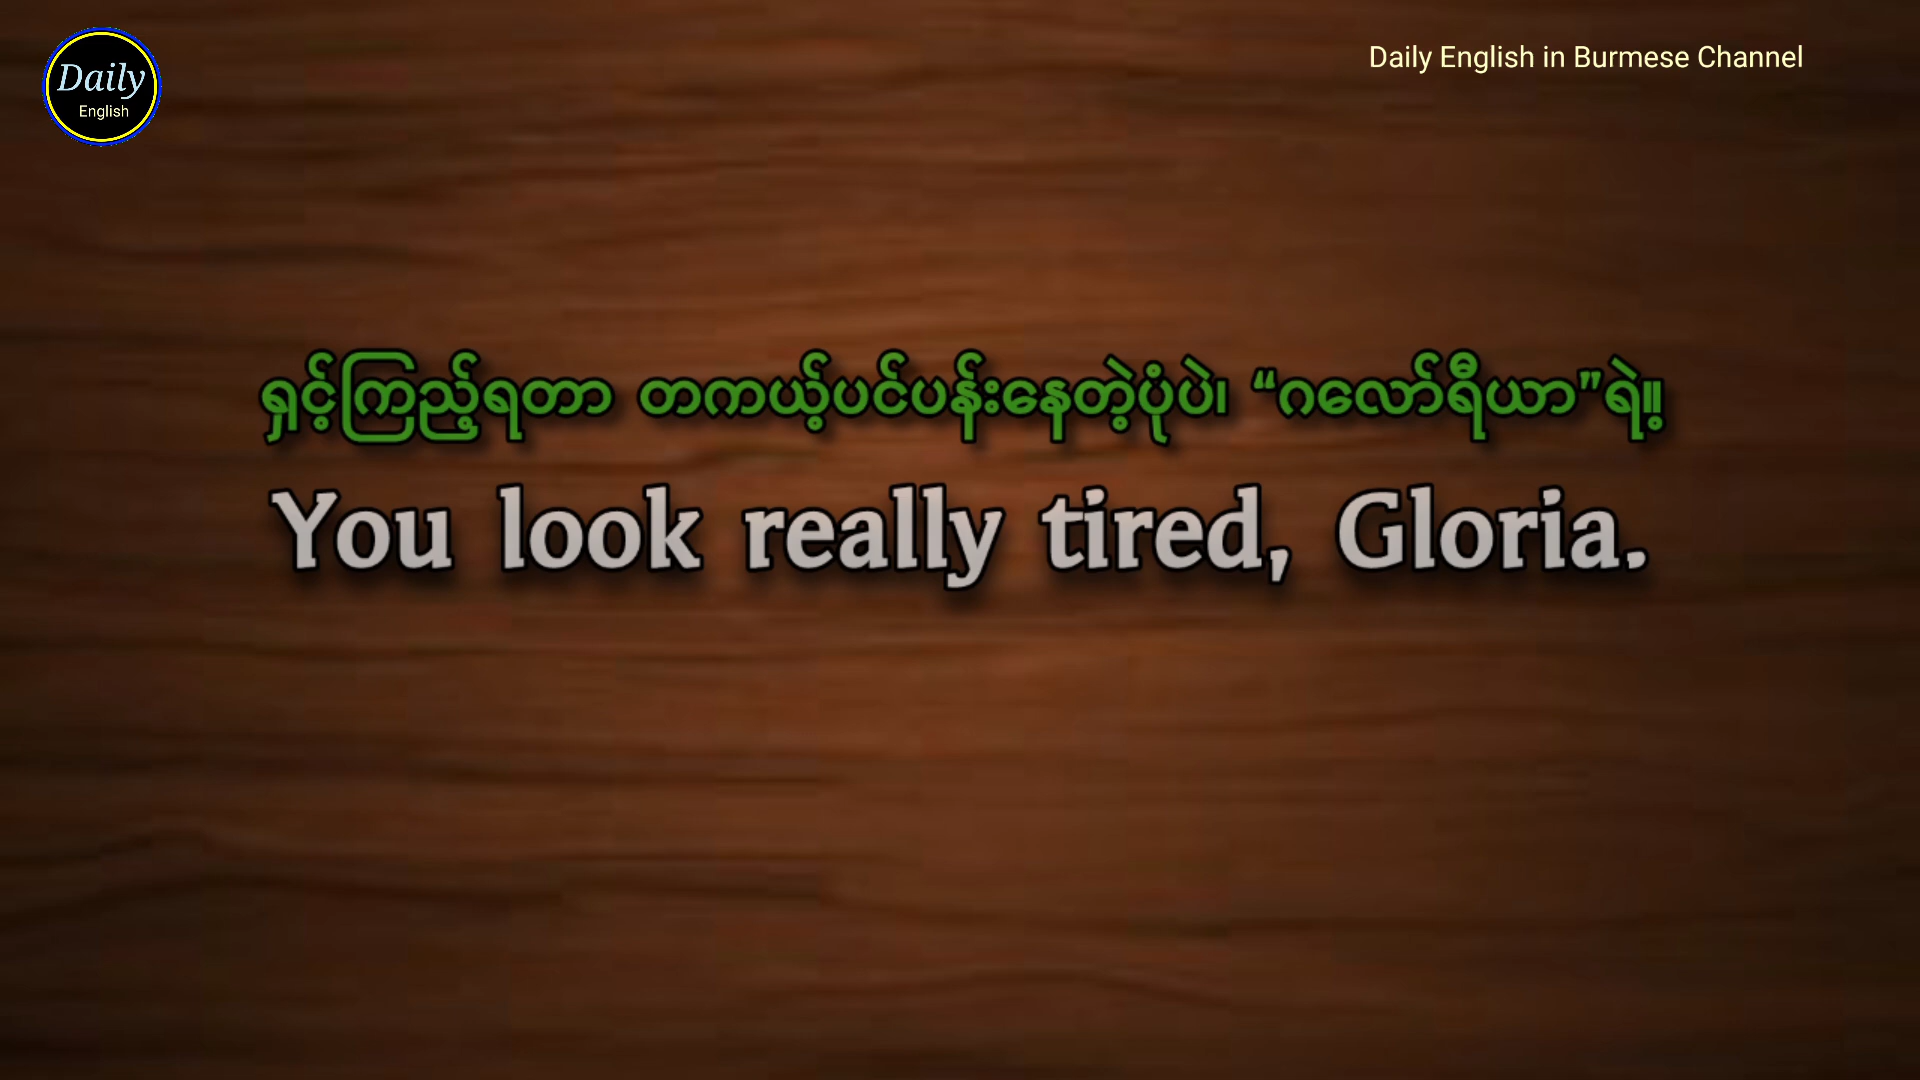 Daily
English
Daily English in Burmese Channel
ရှင့်ကြည့်ရတာ တကယ့်ပင်ပန်းနေတဲ့ပုံပဲ၊ “ဂလော်ရီယာ”ရဲ့။
You look really tired, Gloria.